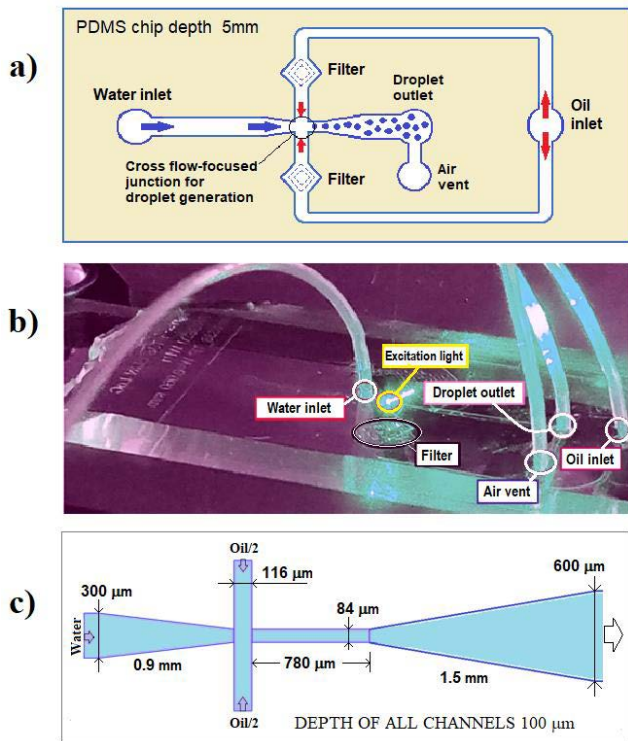 a)
PDMS chip depth 5mm
Filter
Water inlet
Droplet
outlet
Oil
inlet
Cross flow-focused
junction for
droplet generation
Filter
Air
vent
b)
Excitation light
Water inlet
Droplet outlet
Filter
Oil inlet
Air vent
c)
Oil/2
116 µm
600 µm
300 µm
84 µm
Water
0.9 mm
780 µm
1.5 mm
Oil/2
DEPTH OF ALL CHANNELS 100 µm